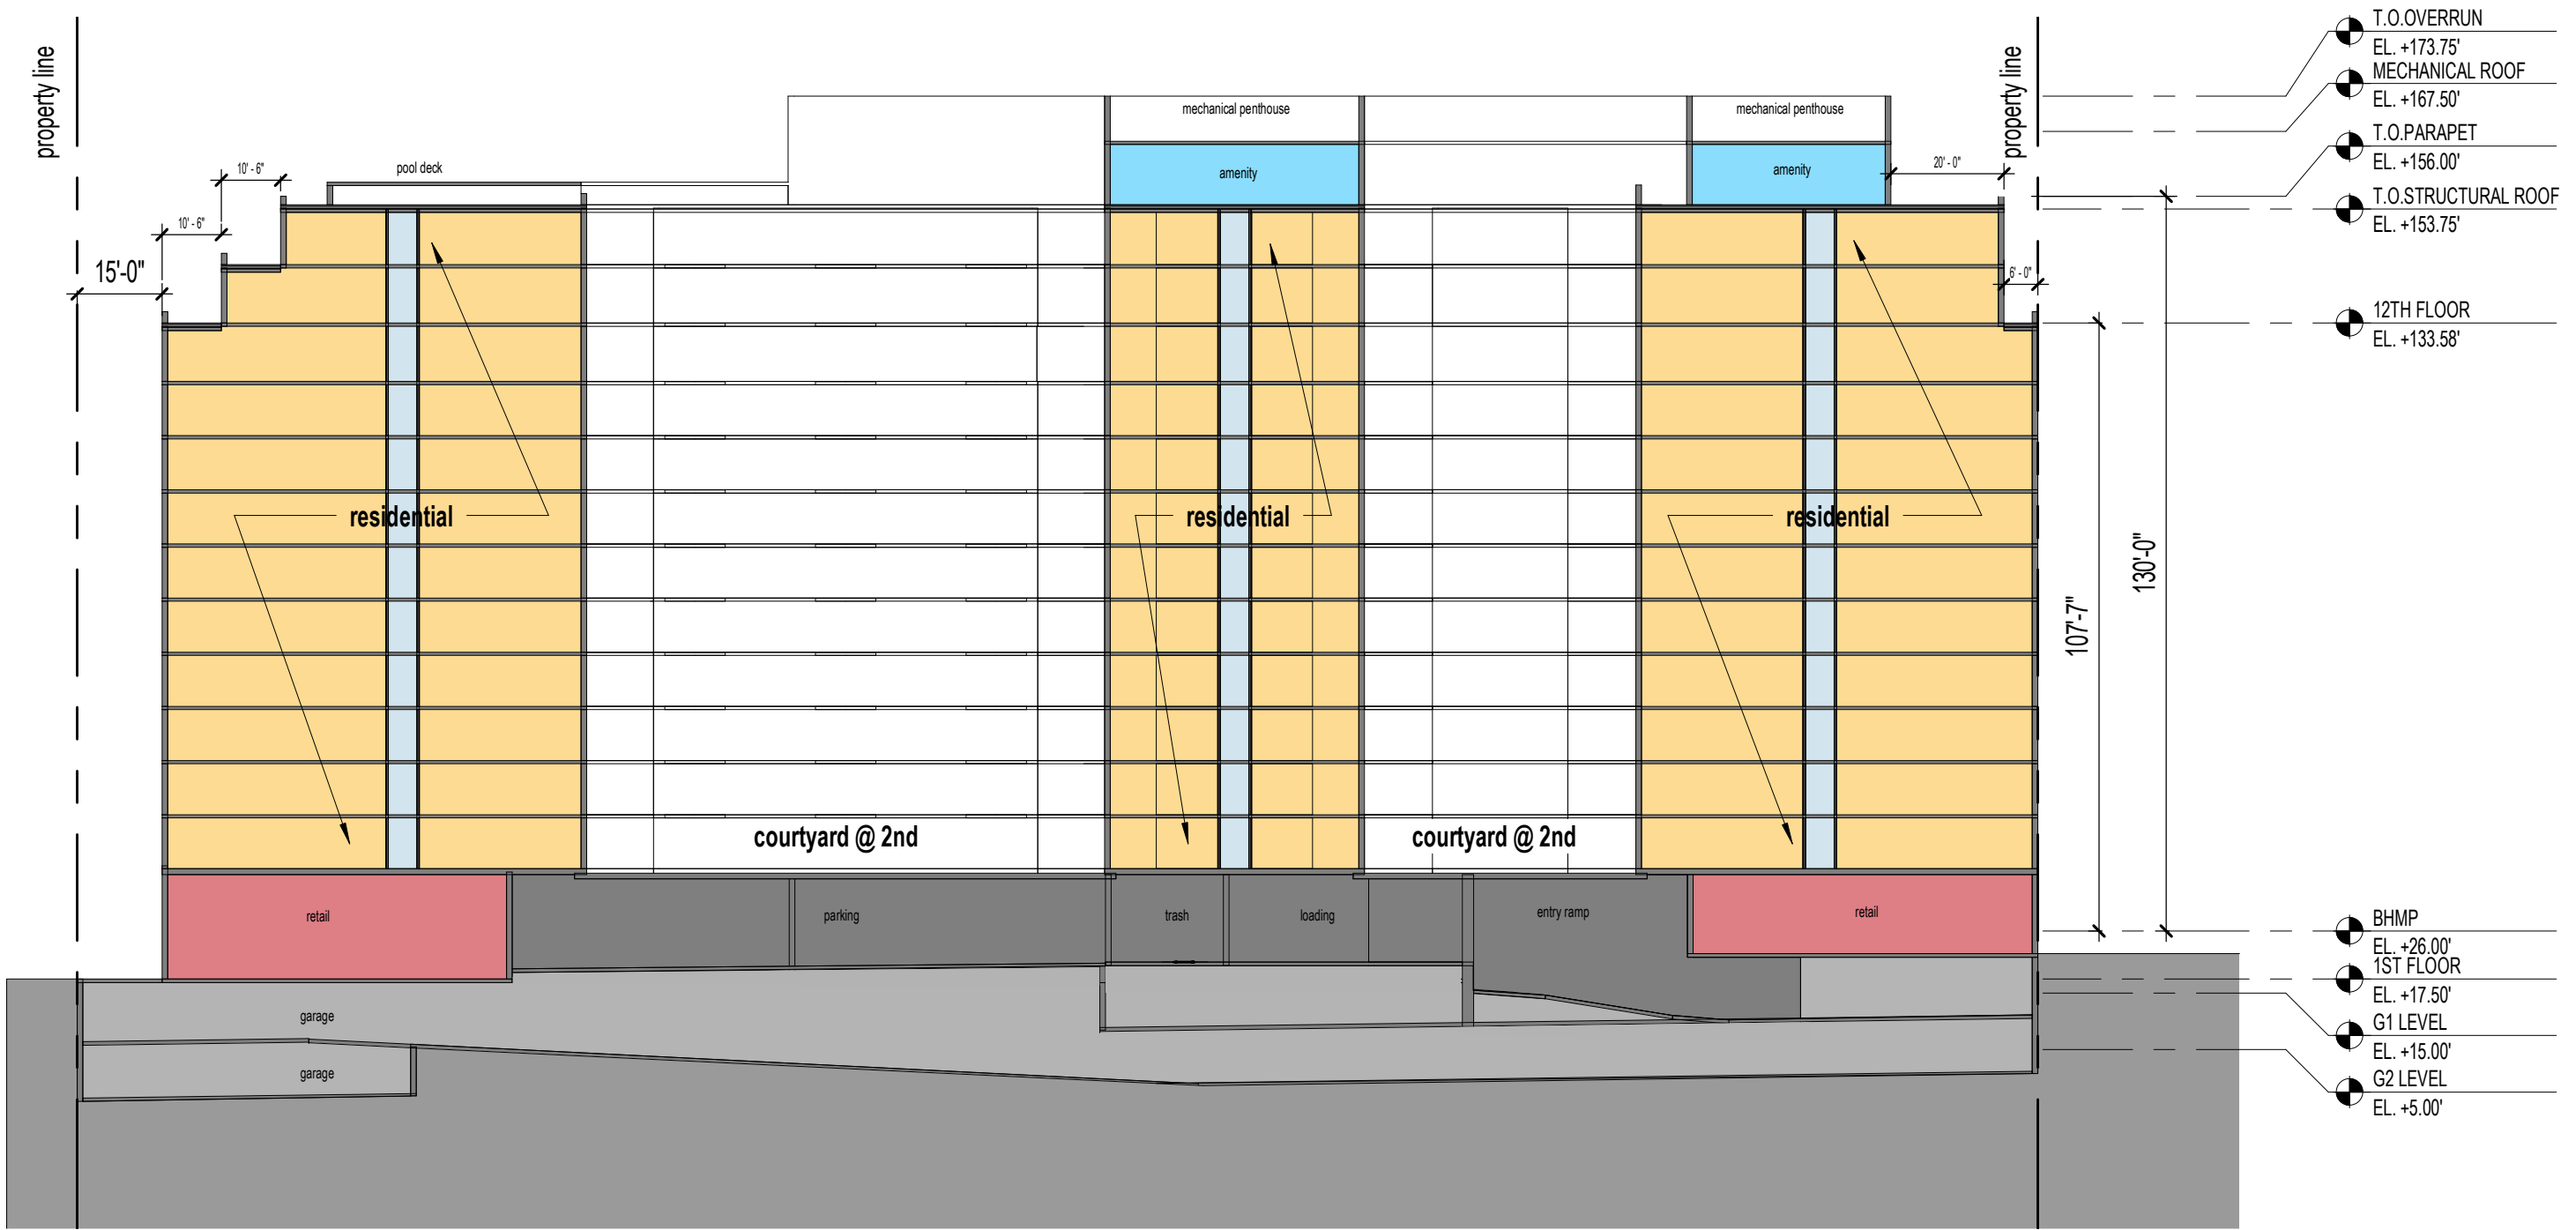 property line
property line
T.O.OVERRUN
EL. +173.75'
MECHANICAL ROOF
EL. +167.50'
T.O.PARAPET
EL. +156.00'
T.O.STRUCTURAL ROOF
EL. +153.75'
12TH FLOOR
EL. +133.58'
mechanical penthouse
mechanical penthouse
10' - 6"
pool deck
amenity
amenity
20' - 0"
10' - 6"
15'-0"
6' - 0"
residential
residential
residential
130'-0"
107'-7"
courtyard @ 2nd
courtyard @ 2nd
retail
parking
trash
loading
entry ramp
retail
BHMP
EL. +26.00'
1ST FLOOR
EL. +17.50'
G1 LEVEL
EL. +15.00'
G2 LEVEL
EL. +5.00'
garage
garage